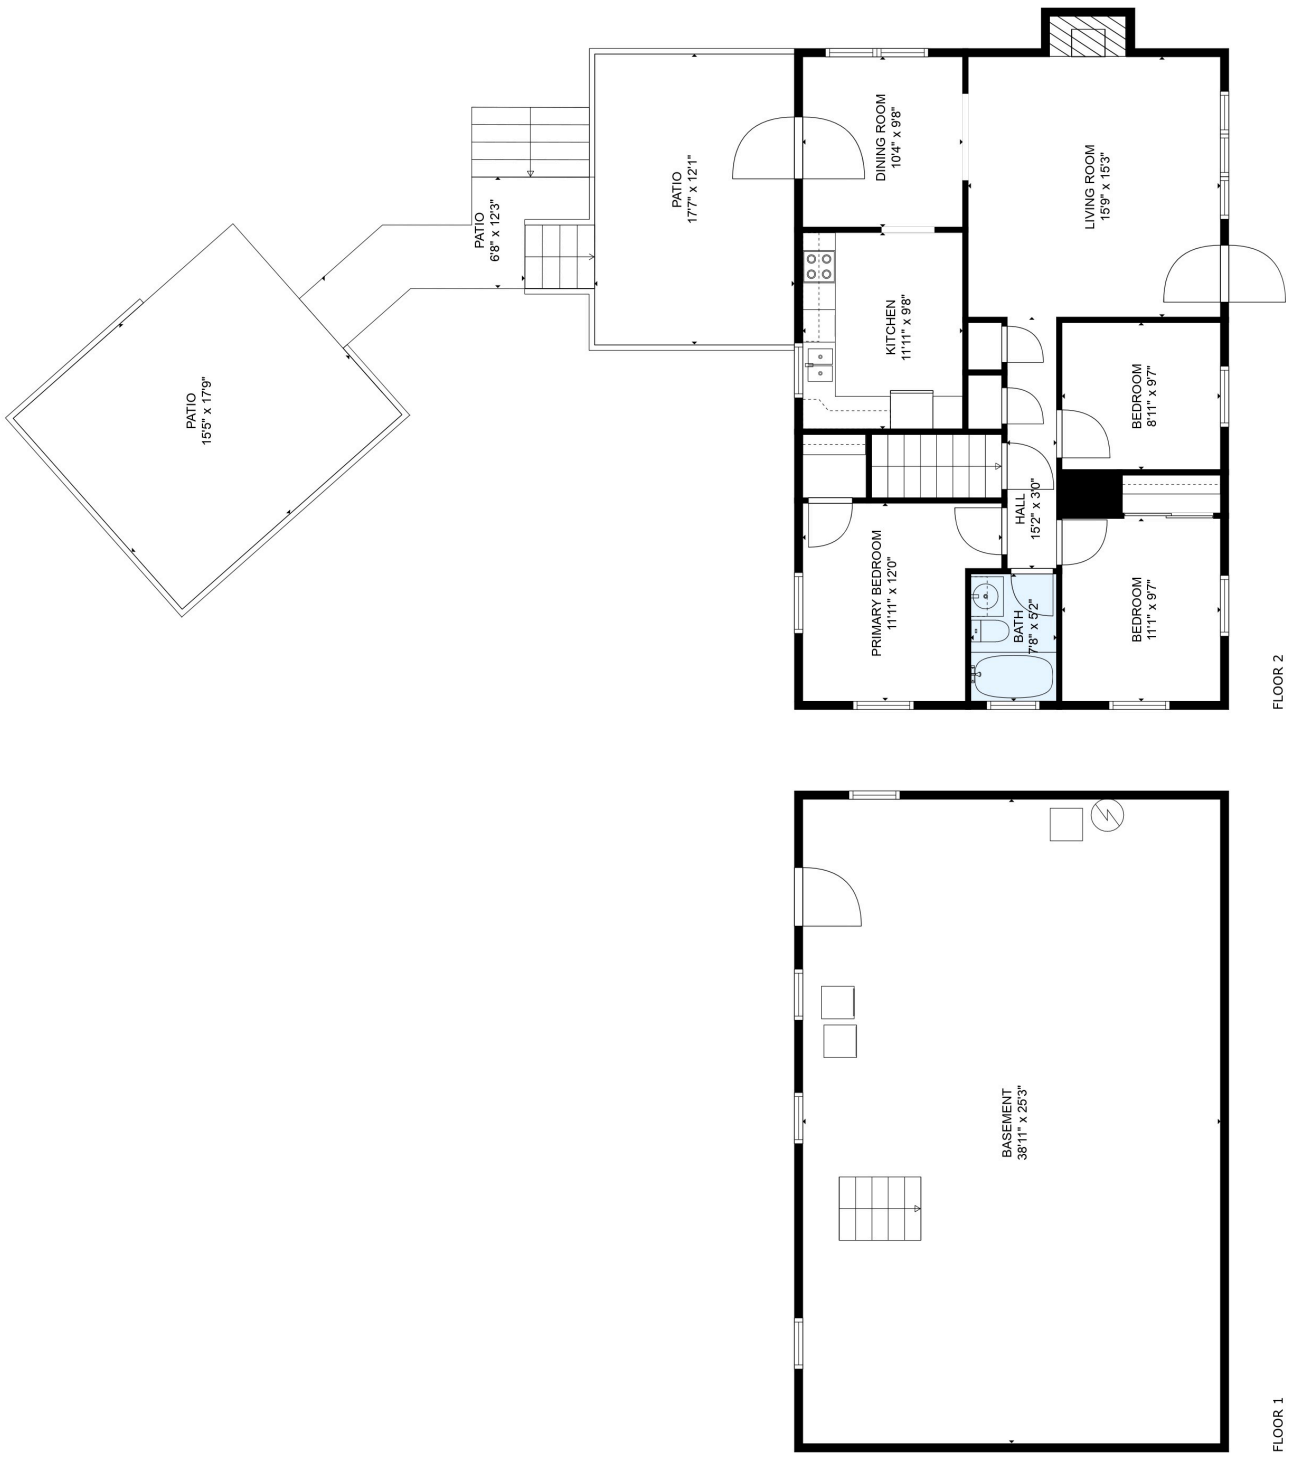 PATIO
15'5" x 17'9"
PATIO
6'8" x 12'3"
PATIO
17'7" x 12'1"
DINING ROOM
10'4" x 9'8"
LIVING ROOM
15'9" x 15'3"
KITCHEN
11'11" x 9'8"
BEDROOM
8'11" x 9'7"
HALL
15'2" x 3'0"
PRIMARY BEDROOM
11'11" x 12'0"
BATH
7'8" x 5'2"
BEDROOM
11'1" x 9'7"
FLOOR 2
BASEMENT
38'11" x 25'3"
FLOOR 1